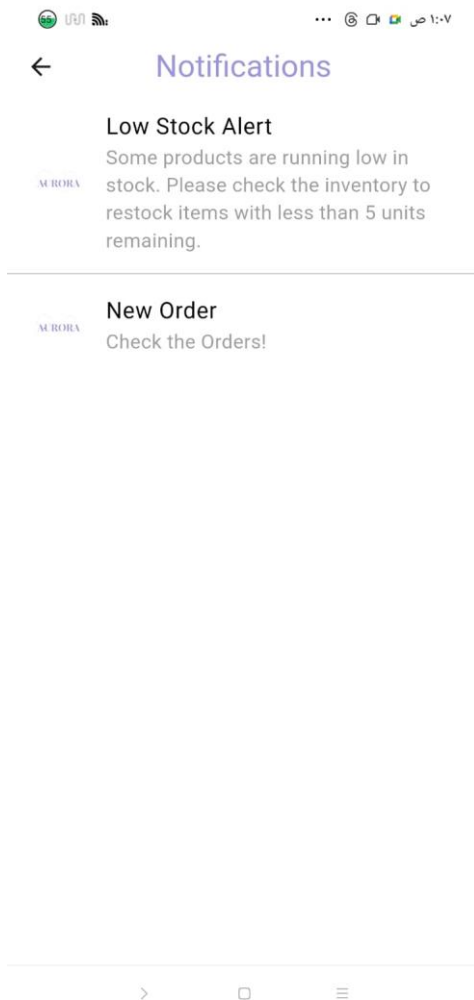 65
... ١:٠٧ ص
Notifications
Low Stock Alert
Some products are running low in
AURORA
stock. Please check the inventory to
restock items with less than 5 units
remaining.
New Order
AURORA
Check the Orders!